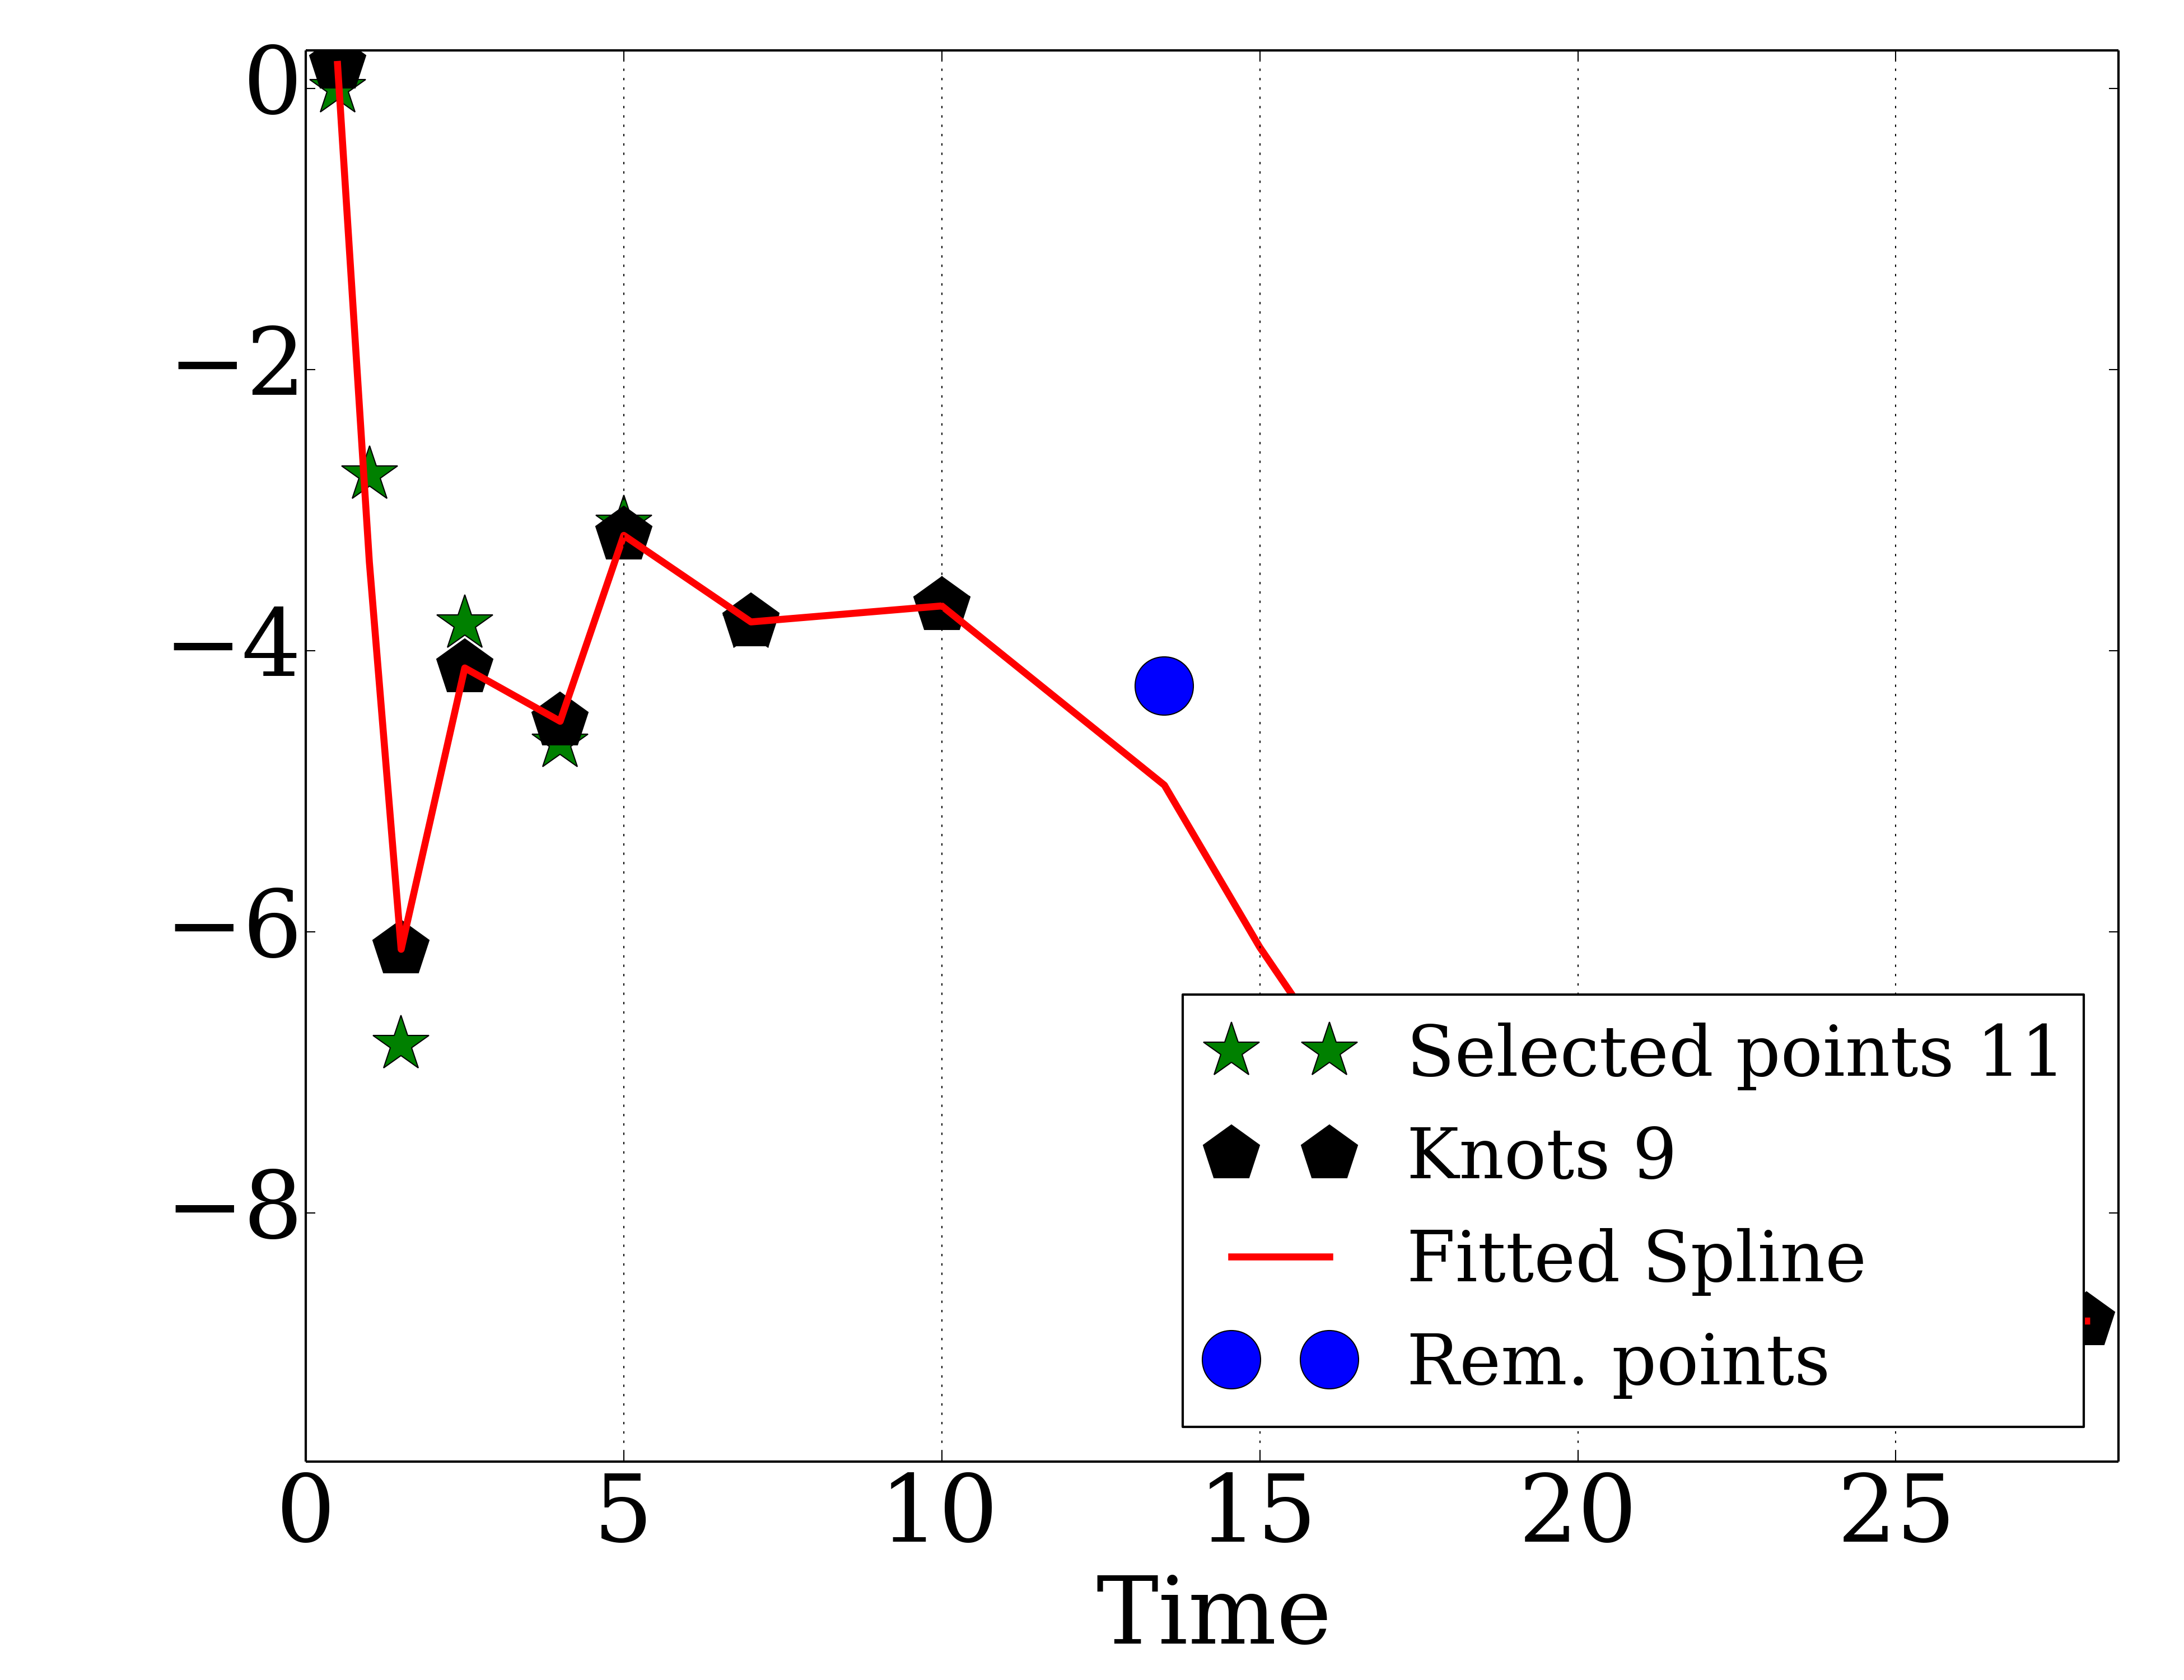 0
−2
−4
−6
−8
Selected points 11
Knots 9
Fitted Spline
Rem. points
0 5 10 15 20 25
Time